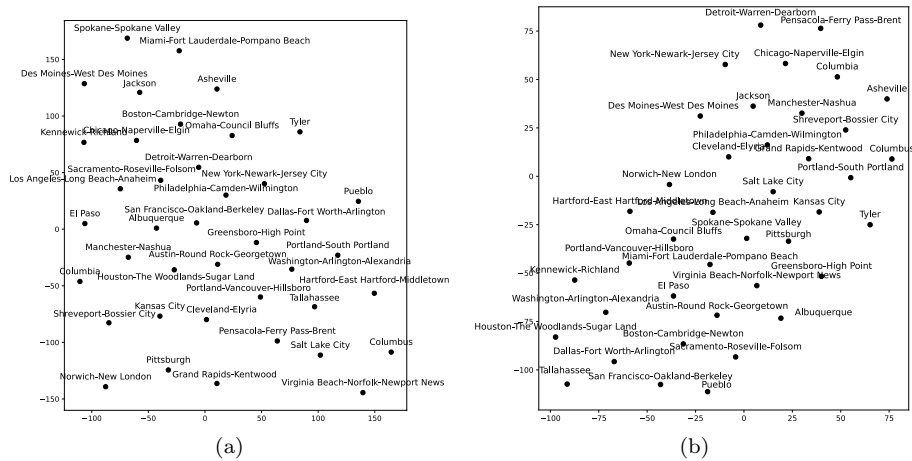 Spokane-Spokane Valley
Miami-Fort Lauderdale-Pompano Beach
Des Moines-West Des Moines
Jackson
Asheville
Boston-Cambridge-Newton
Omaha-Council Bluffs
Tyler
Kennewick-Richland
Chicago-Naperville-Elgin
Detroit-Warren-Dearborn
Sacramento-Roseville-Folsom
New York-Newark-Jersey City
Los Angeles-Long Beach-Anaheim
Philadelphia-Camden-Wilmington
Pueblo
El Paso
San Francisco-Oakland-Berkeley
Dallas-Fort Worth-Arlington
Albuquerque
Greensboro-High Point
Manchester-Nashua
Portland-South Portland
Austin-Round Rock-Georgetown
Washington-Arlington-Alexandria
Columbia
Houston-The Woodlands-Sugar Land
Hartford-East Hartford-Middletown
Portland-Vancouver-Hillsboro
Tallahassee
Kansas City
Cleveland-Elyria
Shreveport-Bossier City
Pensacola-Ferry Pass-Brent
Salt Lake City
Columbus
Pittsburgh
Grand Rapids-Kentwood
Norwich-New London
Virginia Beach-Norfolk-Newport News
150
100
50
0
−50
−100
−150
−100 −50 0 50 100 150
(a)
Detroit-Warren-Dearborn
Pensacola-Ferry Pass-Brent
New York-Newark-Jersey City
Chicago-Naperville-Elgin
Columbia
Asheville
Jackson
Manchester-Nashua
Des Moines-West Des Moines
Shreveport-Bossier City
Philadelphia-Camden-Wilmington
Cleveland-Elyria
Grand Rapids-Kentwood
Columbus
Portland-South Portland
Norwich-New London
Salt Lake City
Hartford-East Hartford-Middletown
Los Angeles-Long Beach-Anaheim
Kansas City
Tyler
Spokane-Spokane Valley
Omaha-Council Bluffs
Pittsburgh
Portland-Vancouver-Hillsboro
Miami-Fort Lauderdale-Pompano Beach
Greensboro-High Point
Kennewick-Richland
Virginia Beach-Norfolk-Newport News
El Paso
Washington-Arlington-Alexandria
Austin-Round Rock-Georgetown
Albuquerque
Houston-The Woodlands-Sugar Land
Boston-Cambridge-Newton
Sacramento-Roseville-Folsom
Dallas-Fort Worth-Arlington
Tallahassee
San Francisco-Oakland-Berkeley
Pueblo
75
50
25
0
−25
−50
−75
−100
−100 −75 −50 −25 0 25 50 75
(b)